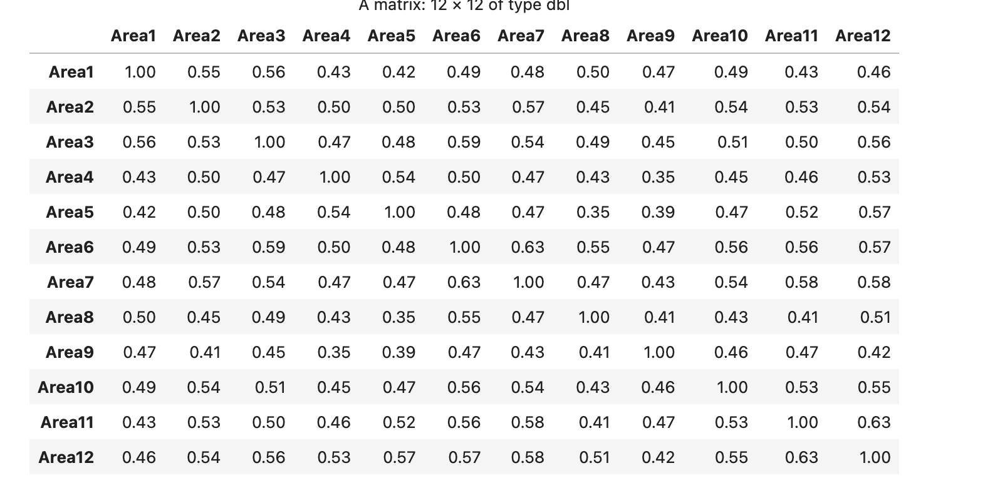 A matrix: 12 × 12 of type dbl
Area1 Area2 Area3 Area4 Area5 Area6 Area7 Area8 Area9 Area10 Area11 Area12
Area1 1.00 0.55 0.56 0.43 0.42 0.49 0.48 0.50 0.47 0.49 0.43 0.46
Area2 0.55 1.00 0.53 0.50 0.50 0.53 0.57 0.45 0.41 0.54 0.53 0.54
Area3 0.56 0.53 1.00 0.47 0.48 0.59 0.54 0.49 0.45 0.51 0.50 0.56
Area4 0.43 0.50 0.47 1.00 0.54 0.50 0.47 0.43 0.35 0.45 0.46 0.53
Area5 0.42 0.50 0.48 0.54 1.00 0.48 0.47 0.35 0.39 0.47 0.52 0.57
Area6 0.49 0.53 0.59 0.50 0.48 1.00 0.63 0.55 0.47 0.56 0.56 0.57
Area7 0.48 0.57 0.54 0.47 0.47 0.63 1.00 0.47 0.43 0.54 0.58 0.58
Area8 0.50 0.45 0.49 0.43 0.35 0.55 0.47 1.00 0.41 0.43 0.41 0.51
Area9 0.47 0.41 0.45 0.35 0.39 0.47 0.43 0.41 1.00 0.46 0.47 0.42
Area10 0.49 0.54 0.51 0.45 0.47 0.56 0.54 0.43 0.46 1.00 0.53 0.55
Area11 0.43 0.53 0.50 0.46 0.52 0.56 0.58 0.41 0.47 0.53 1.00 0.63
Area12 0.46 0.54 0.56 0.53 0.57 0.57 0.58 0.51 0.42 0.55 0.63 1.00